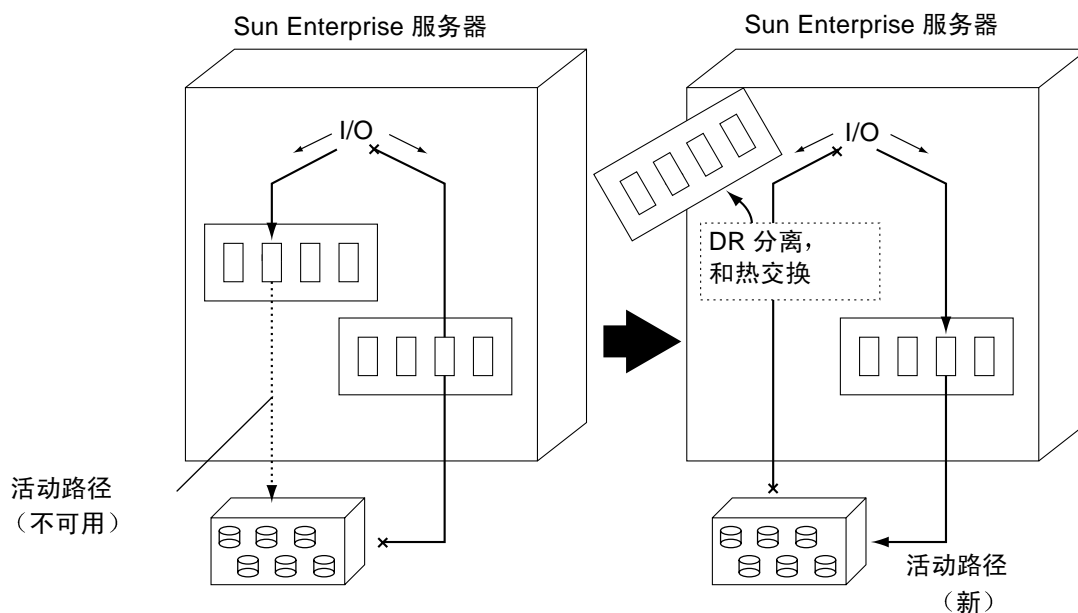 Sun Enterprise 服务器
I/O
活动路径
（不可用）
Sun Enterprise 服务器
I/O
DR 分离，
和热交换
活动路径
（新）